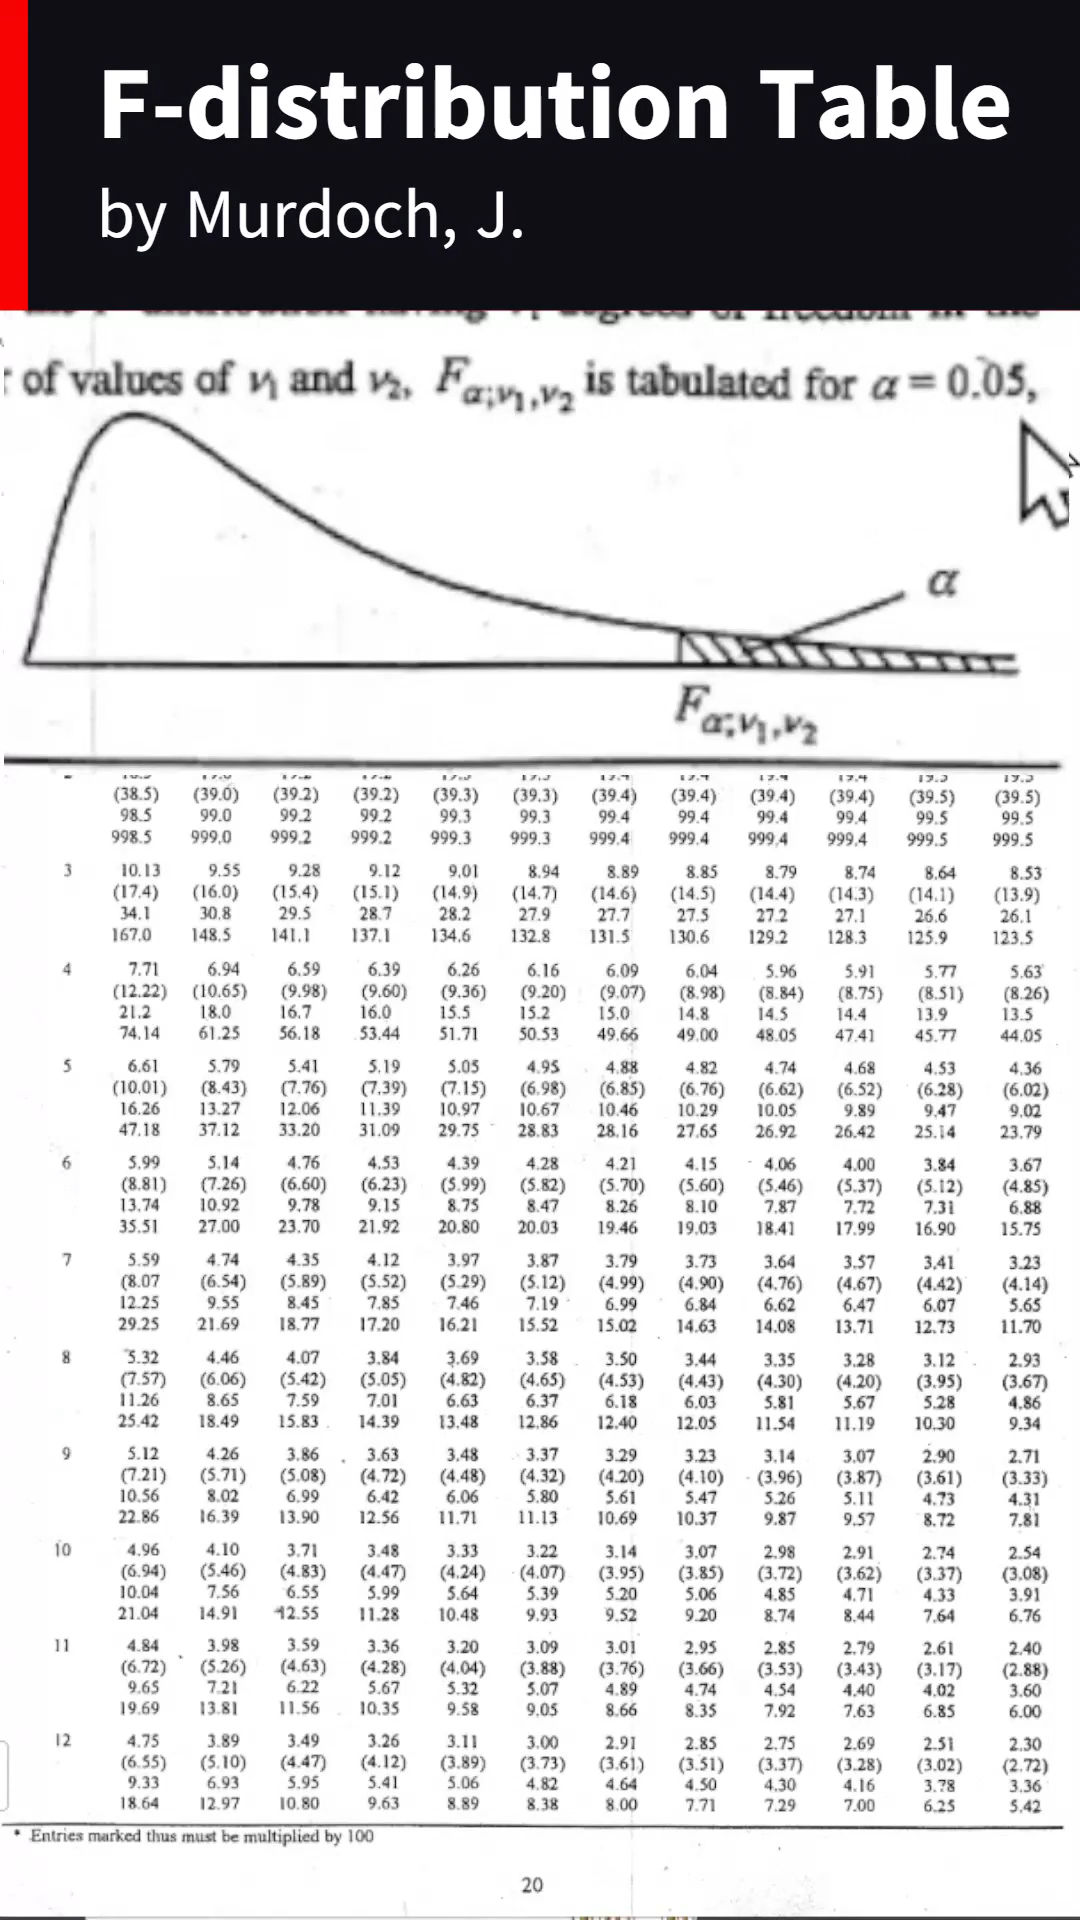 F-distribution Table
by Murdoch, J.
of values of ν1 and ν2, Fα;ν1,ν2 is tabulated for α = 0.05,
α
Fα;ν1,ν2
(38.5) (39.0) (39.2) (39.2) (39.3) (39.3) (39.4) (39.4) (39.4) (39.4) (39.5) (39.5)
98.5 99.0 99.2 99.2 99.3 99.3 99.4 99.4 99.4 99.4 99.5 99.5
998.5 999.0 999.2 999.2 999.3 999.3 999.4 999.4 999.4 999.4 999.5 999.5
3 10.13 9.55 9.28 9.12 9.01 8.94 8.89 8.85 8.79 8.74 8.64 8.53
(17.4) (16.0) (15.4) (15.1) (14.9) (14.7) (14.6) (14.5) (14.4) (14.3) (14.1) (13.9)
34.1 30.8 29.5 28.7 28.2 27.9 27.7 27.5 27.2 27.1 26.6 26.1
167.0 148.5 141.1 137.1 134.6 132.8 131.5 130.6 129.2 128.3 125.9 123.5
4 7.71 6.94 6.59 6.39 6.26 6.16 6.09 6.04 5.96 5.91 5.77 5.63
(12.22) (10.65) (9.98) (9.60) (9.36) (9.20) (9.07) (8.98) (8.84) (8.75) (8.51) (8.26)
21.2 18.0 16.7 16.0 15.5 15.2 15.0 14.8 14.5 14.4 13.9 13.5
74.14 61.25 56.18 53.44 51.71 50.53 49.66 49.00 48.05 47.41 45.77 44.05
5 6.61 5.79 5.41 5.19 5.05 4.95 4.88 4.82 4.74 4.68 4.53 4.36
(10.01) (8.43) (7.76) (7.39) (7.15) (6.98) (6.85) (6.76) (6.62) (6.52) (6.28) (6.02)
16.26 13.27 12.06 11.39 10.97 10.67 10.46 10.29 10.05 9.89 9.47 9.02
47.18 37.12 33.20 31.09 29.75 28.83 28.16 27.65 26.92 26.42 25.14 23.79
6 5.99 5.14 4.76 4.53 4.39 4.28 4.21 4.15 4.06 4.00 3.84 3.67
(8.81) (7.26) (6.60) (6.23) (5.99) (5.82) (5.70) (5.60) (5.46) (5.37) (5.12) (4.85)
13.74 10.92 9.78 9.15 8.75 8.47 8.26 8.10 7.87 7.72 7.31 6.88
35.51 27.00 23.70 21.92 20.80 20.03 19.46 19.03 18.41 17.99 16.90 15.75
7 5.59 4.74 4.35 4.12 3.97 3.87 3.79 3.73 3.64 3.57 3.41 3.23
(8.07 (6.54) (5.89) (5.52) (5.29) (5.12) (4.99) (4.90) (4.76) (4.67) (4.42) (4.14)
12.25 9.55 8.45 7.85 7.46 7.19 6.99 6.84 6.62 6.47 6.07 5.65
29.25 21.69 18.77 17.20 16.21 15.52 15.02 14.63 14.08 13.71 12.73 11.70
8 5.32 4.46 4.07 3.84 3.69 3.58 3.50 3.44 3.35 3.28 3.12 2.93
(7.57) (6.06) (5.42) (5.05) (4.82) (4.65) (4.53) (4.43) (4.30) (4.20) (3.95) (3.67)
11.26 8.65 7.59 7.01 6.63 6.37 6.18 6.03 5.81 5.67 5.28 4.86
25.42 18.49 15.83 14.39 13.48 12.86 12.40 12.05 11.54 11.19 10.30 9.34
9 5.12 4.26 3.86 3.63 3.48 3.37 3.29 3.23 3.14 3.07 2.90 2.71
(7.21) (5.71) (5.08) (4.72) (4.48) (4.32) (4.20) (4.10) (3.96) (3.87) (3.61) (3.33)
10.56 8.02 6.99 6.42 6.06 5.80 5.61 5.47 5.26 5.11 4.73 4.31
22.86 16.39 13.90 12.56 11.71 11.13 10.69 10.37 9.87 9.57 8.72 7.81
10 4.96 4.10 3.71 3.48 3.33 3.22 3.14 3.07 2.98 2.91 2.74 2.54
(6.94) (5.46) (4.83) (4.47) (4.24) (4.07) (3.95) (3.85) (3.72) (3.62) (3.37) (3.08)
10.04 7.56 6.55 5.99 5.64 5.39 5.20 5.06 4.85 4.71 4.33 3.91
21.04 14.91 12.55 11.28 10.48 9.93 9.52 9.20 8.74 8.44 7.64 6.76
11 4.84 3.98 3.59 3.36 3.20 3.09 3.01 2.95 2.85 2.79 2.61 2.40
(6.72) (5.26) (4.63) (4.28) (4.04) (3.88) (3.76) (3.66) (3.53) (3.43) (3.17) (2.88)
9.65 7.21 6.22 5.67 5.32 5.07 4.89 4.74 4.54 4.40 4.02 3.60
19.69 13.81 11.56 10.35 9.58 9.05 8.66 8.35 7.92 7.63 6.85 6.00
12 4.75 3.89 3.49 3.26 3.11 3.00 2.91 2.85 2.75 2.69 2.51 2.30
(6.55) (5.10) (4.47) (4.12) (3.89) (3.73) (3.61) (3.51) (3.37) (3.28) (3.02) (2.72)
9.33 6.93 5.95 5.41 5.06 4.82 4.64 4.50 4.30 4.16 3.78 3.36
18.64 12.97 10.80 9.63 8.89 8.38 8.00 7.71 7.29 7.00 6.25 5.42
* Entries marked thus must be multiplied by 100
20